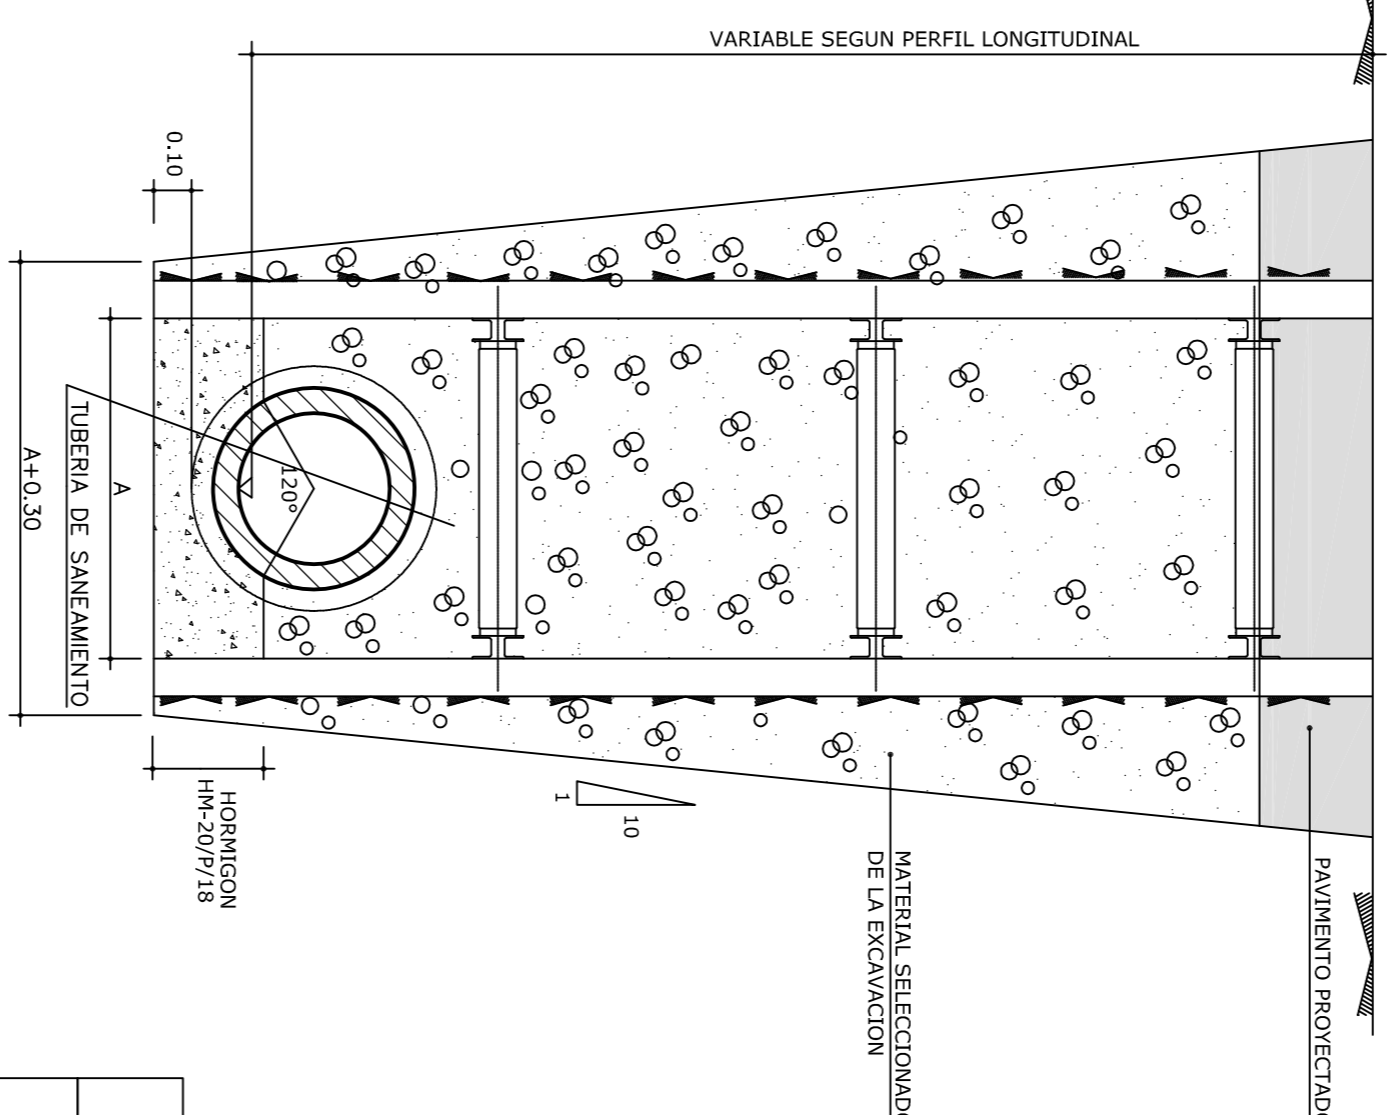 VARIABLE SEGUN PERFIL LONGITUDINAL
0.10
A+0.30
A
TUBERIA DE SANEAMIENTO
120°
HORMIGON
HM-20/P/18
1
10
MATERIAL SELECCIONADO
DE LA EXCAVACION
PAVIMENTO PROYECTADO